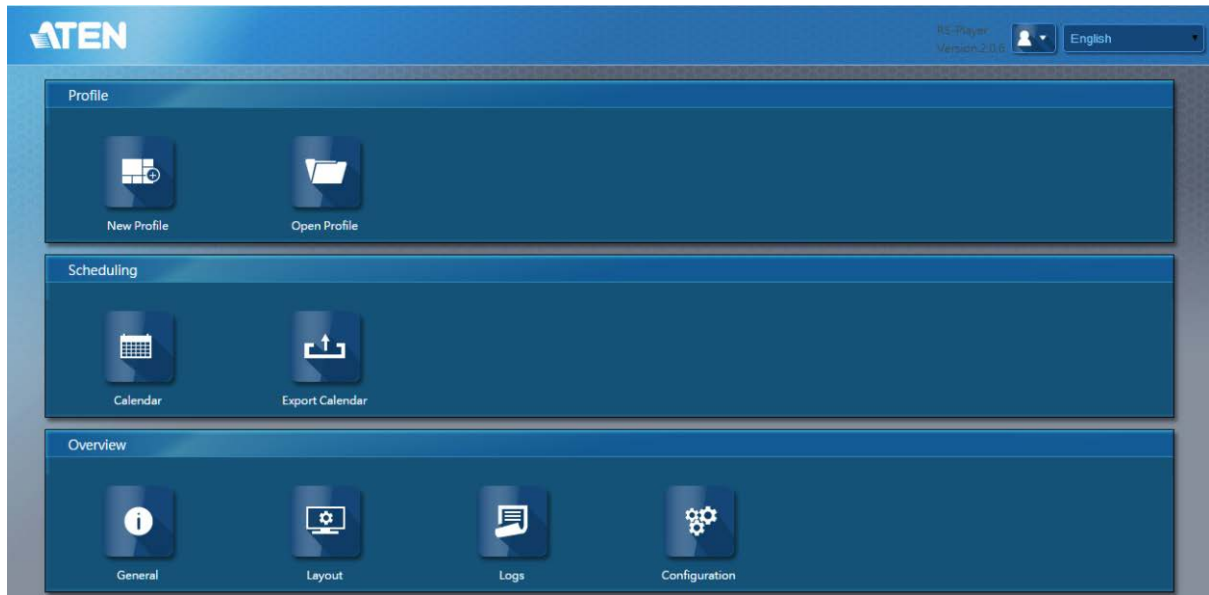 ATEN
RS-Player
Version:2.0.6
English
Profile
New Profile
Open Profile
Scheduling
Calendar
Export Calendar
Overview
General
Layout
Logs
Configuration